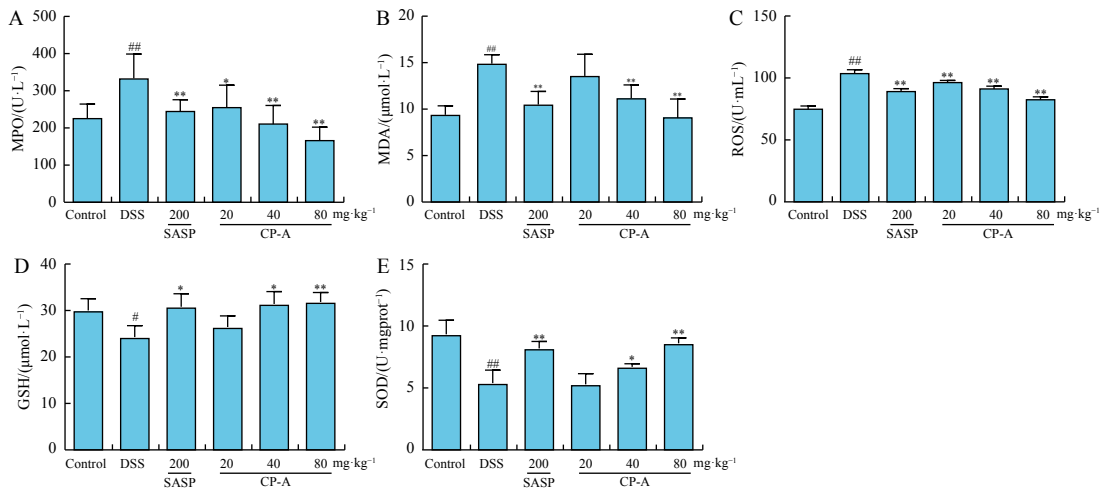 A
MPO/(U·L⁻¹)
500
400
300
200
100
0
##
**
*
**
**
Control DSS 200 20 40 80 mg·kg⁻¹
SASP CP-A
B
MDA/(μmol·L⁻¹)
20
15
10
5
0
##
**
**
**
Control DSS 200 20 40 80 mg·kg⁻¹
SASP CP-A
C
ROS/(U·mL⁻¹)
150
100
50
##
**
**
**
**
Control DSS 200 20 40 80 mg·kg⁻¹
SASP CP-A
D
GSH/(μmol·L⁻¹)
40
30
20
10
0
#
*
*
**
Control DSS 200 20 40 80 mg·kg⁻¹
SASP CP-A
E
SOD/(U·mgprot⁻¹)
15
10
5
0
##
**
*
**
Control DSS 200 20 40 80 mg·kg⁻¹
SASP CP-A